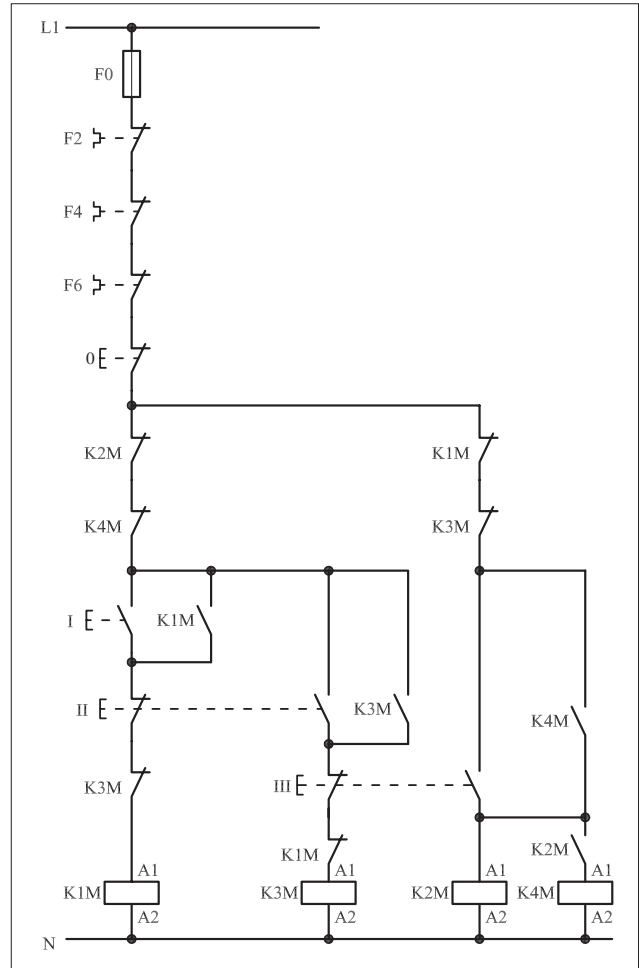 L1
F0
F2
F4
F6
0
K2M K1M
K4M K3M
I K1M
II K3M K4M
K3M III
K1M K2M
A1 A1 A1 A1
K1M K3M K2M K4M
A2 A2 A2 A2
N